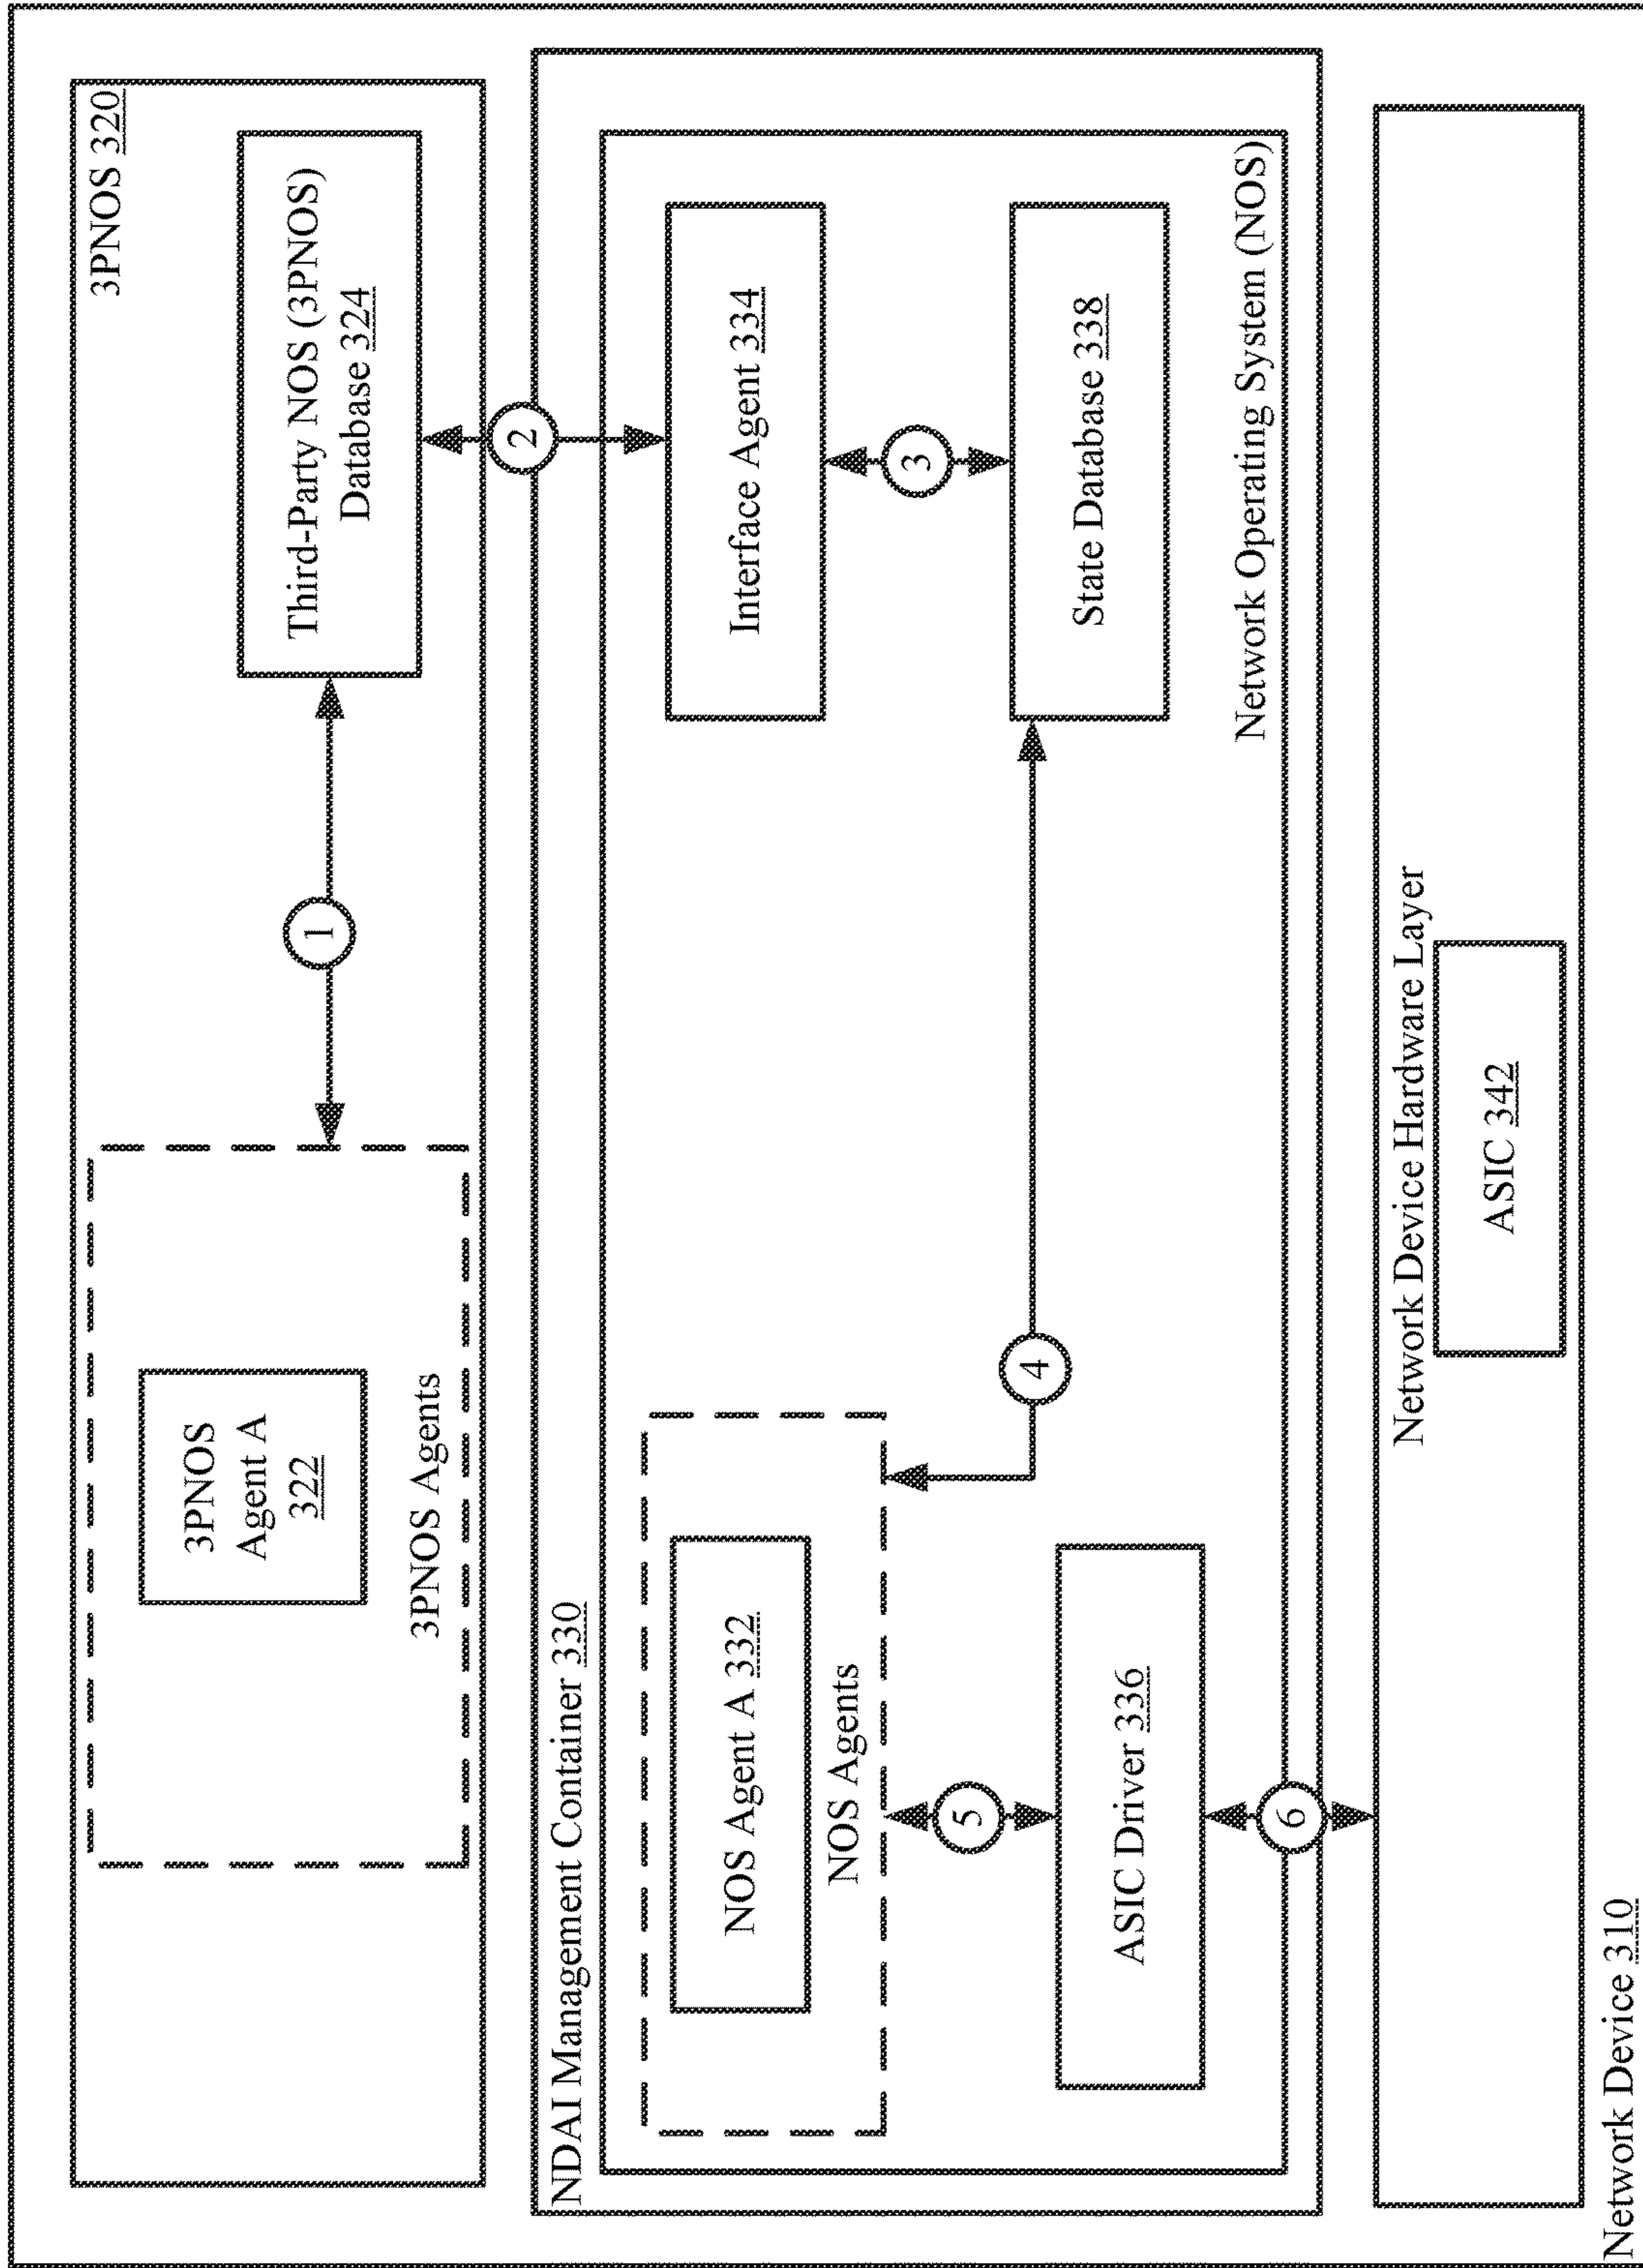 3PNOS 320
3PNOS
Agent A
322
3PNOS Agents
1
Third-Party NOS (3PNOS)
Database 324
2
NDAI Management Container 330
NOS Agent A 332
NOS Agents
Interface Agent 334
3
4
5
ASIC Driver 336
State Database 338
Network Operating System (NOS)
6
Network Device Hardware Layer
ASIC 342
Network Device 310